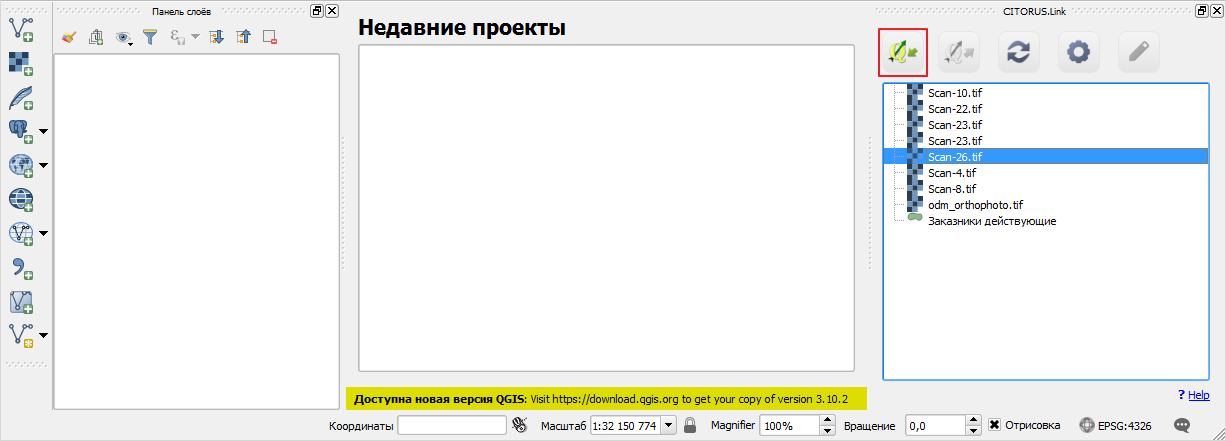 Панель слоёв
Недавние проекты
CITORUS.Link
Scan-10.tif
Scan-22.tif
Scan-23.tif
Scan-23.tif
Scan-26.tif
Scan-4.tif
Scan-8.tif
odm_orthophoto.tif
Заказники действующие
Доступна новая версия QGIS: Visit https://download.qgis.org to get your copy of version 3.10.2
? Help
Координаты Масштаб 1:32 150 774 Magnifier 100% Вращение 0,0 Отрисовка EPSG:4326